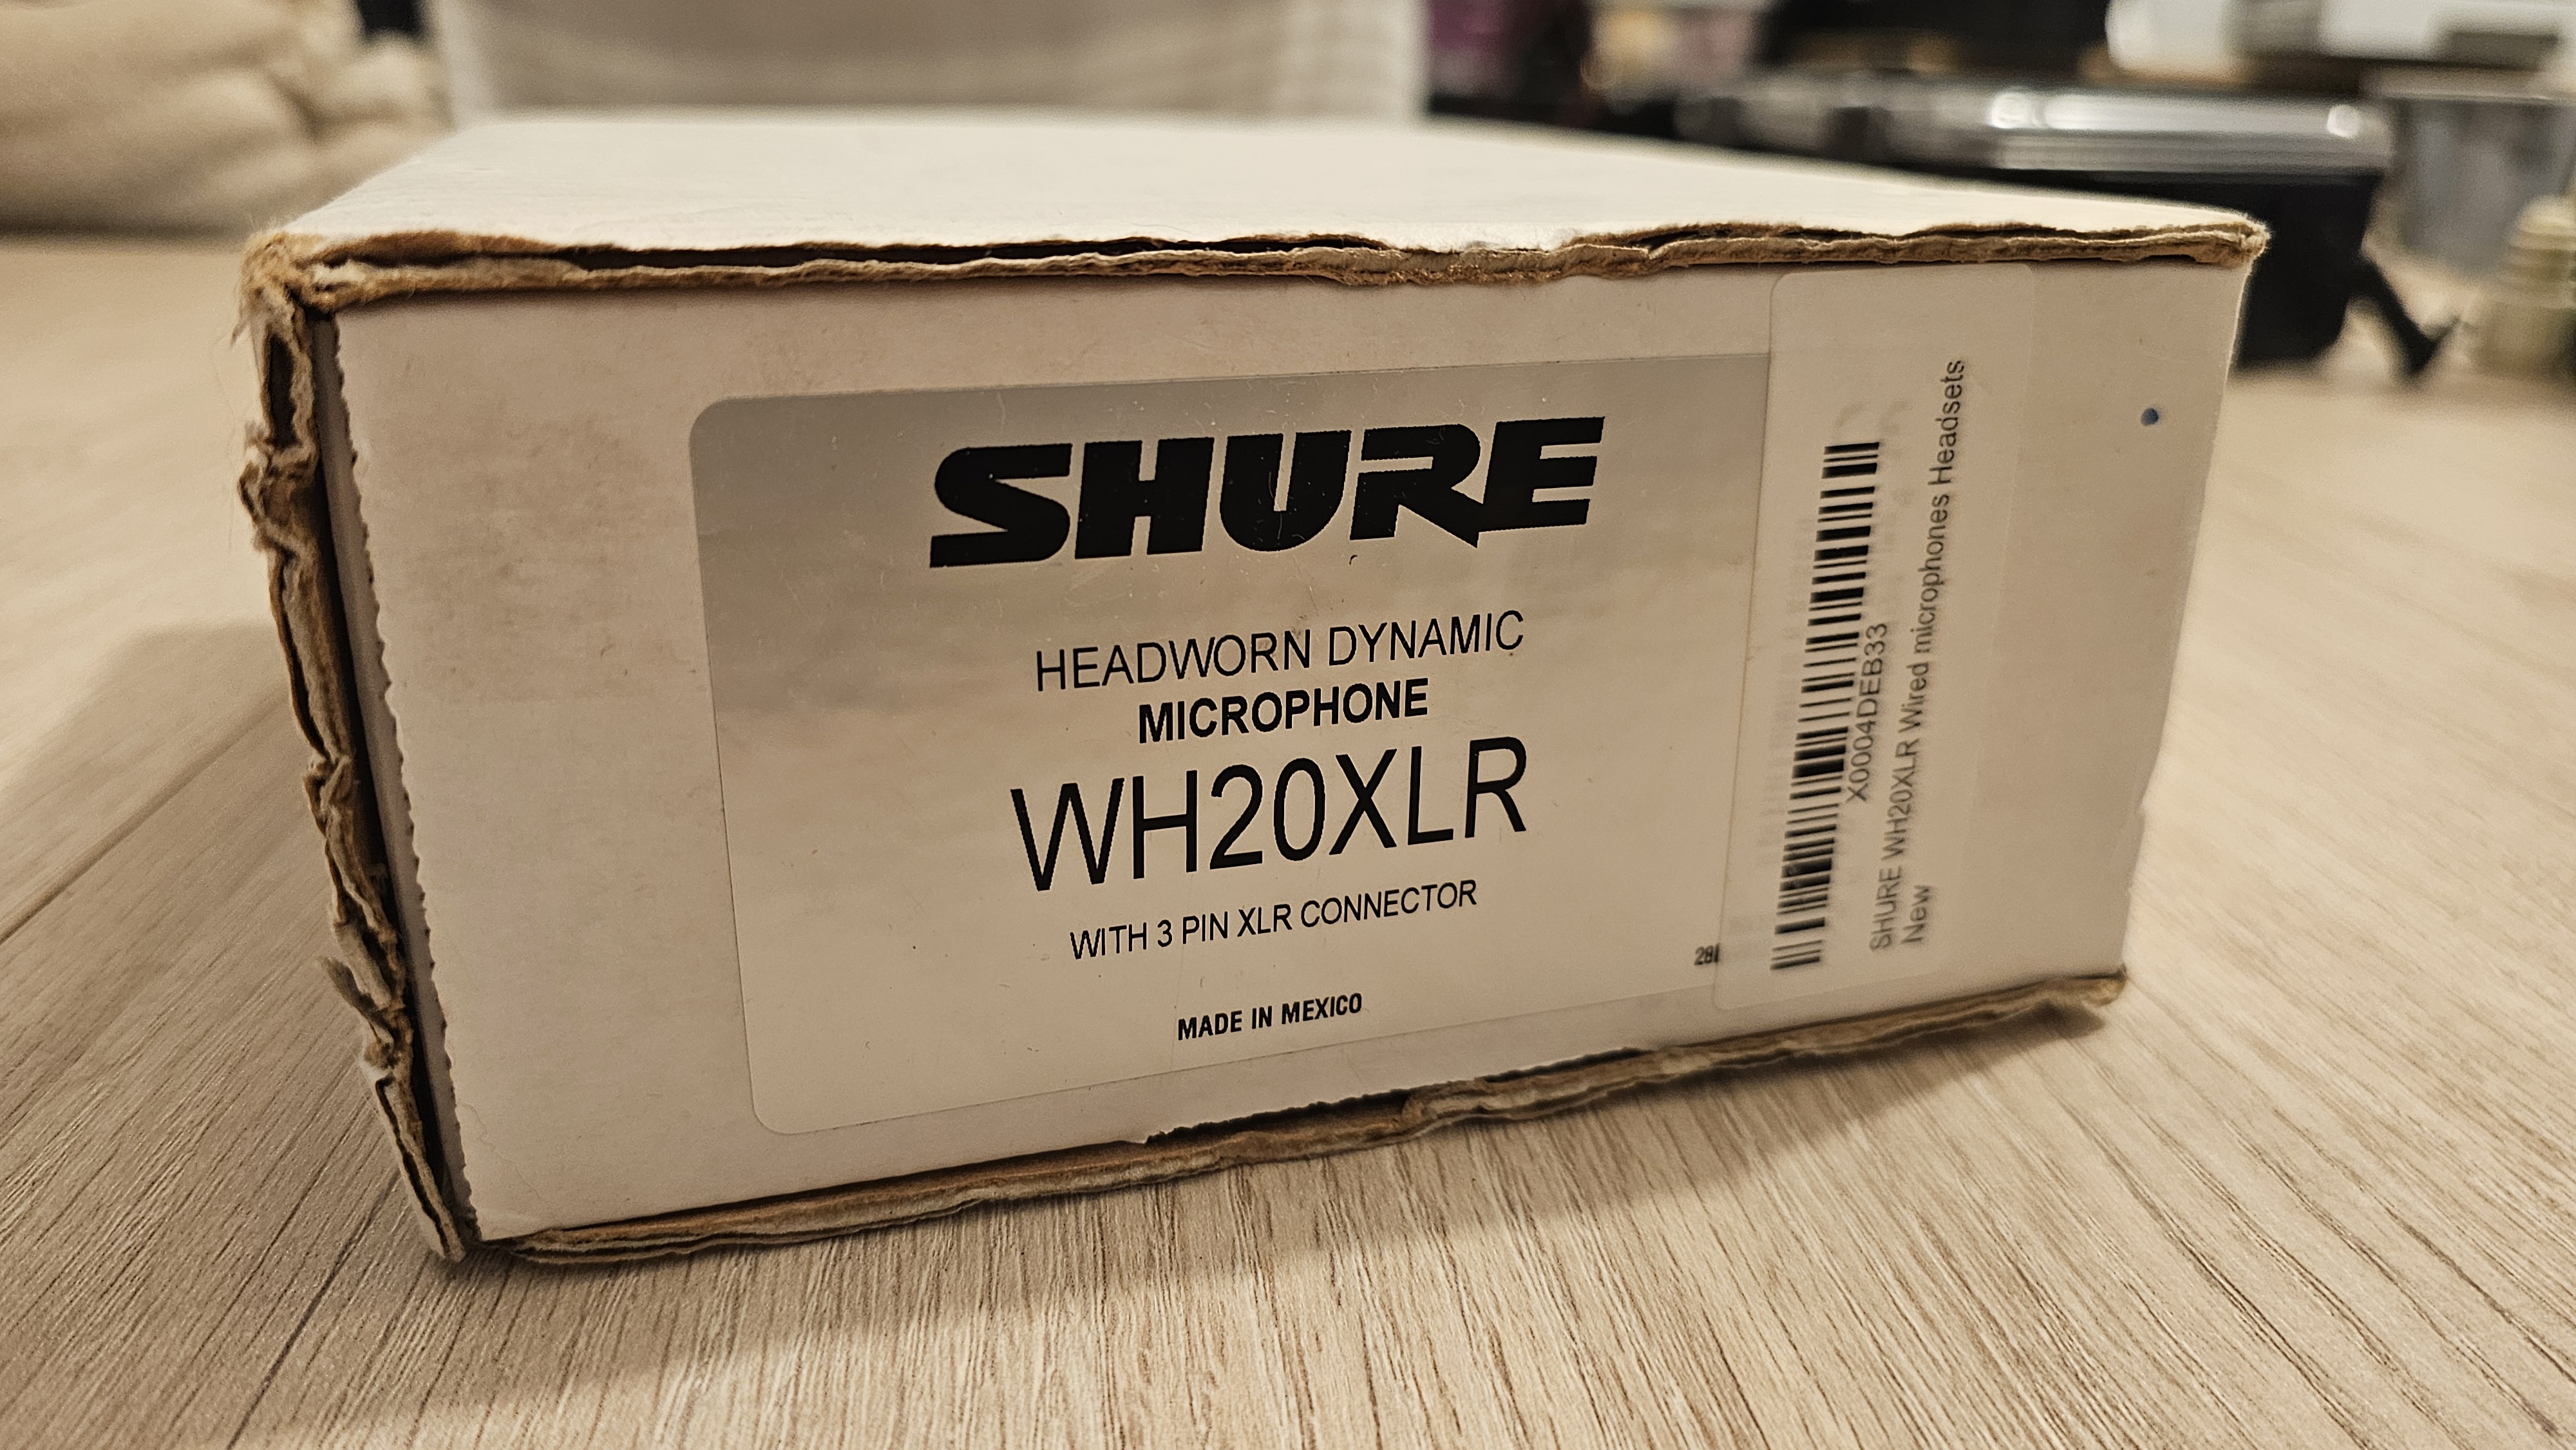 SHURE
HEADWORN DYNAMIC
MICROPHONE
WH20XLR
WITH 3 PIN XLR CONNECTOR
MADE IN MEXICO
X0004DEB33
SHURE WH20XLR Wired microphones Headsets
New